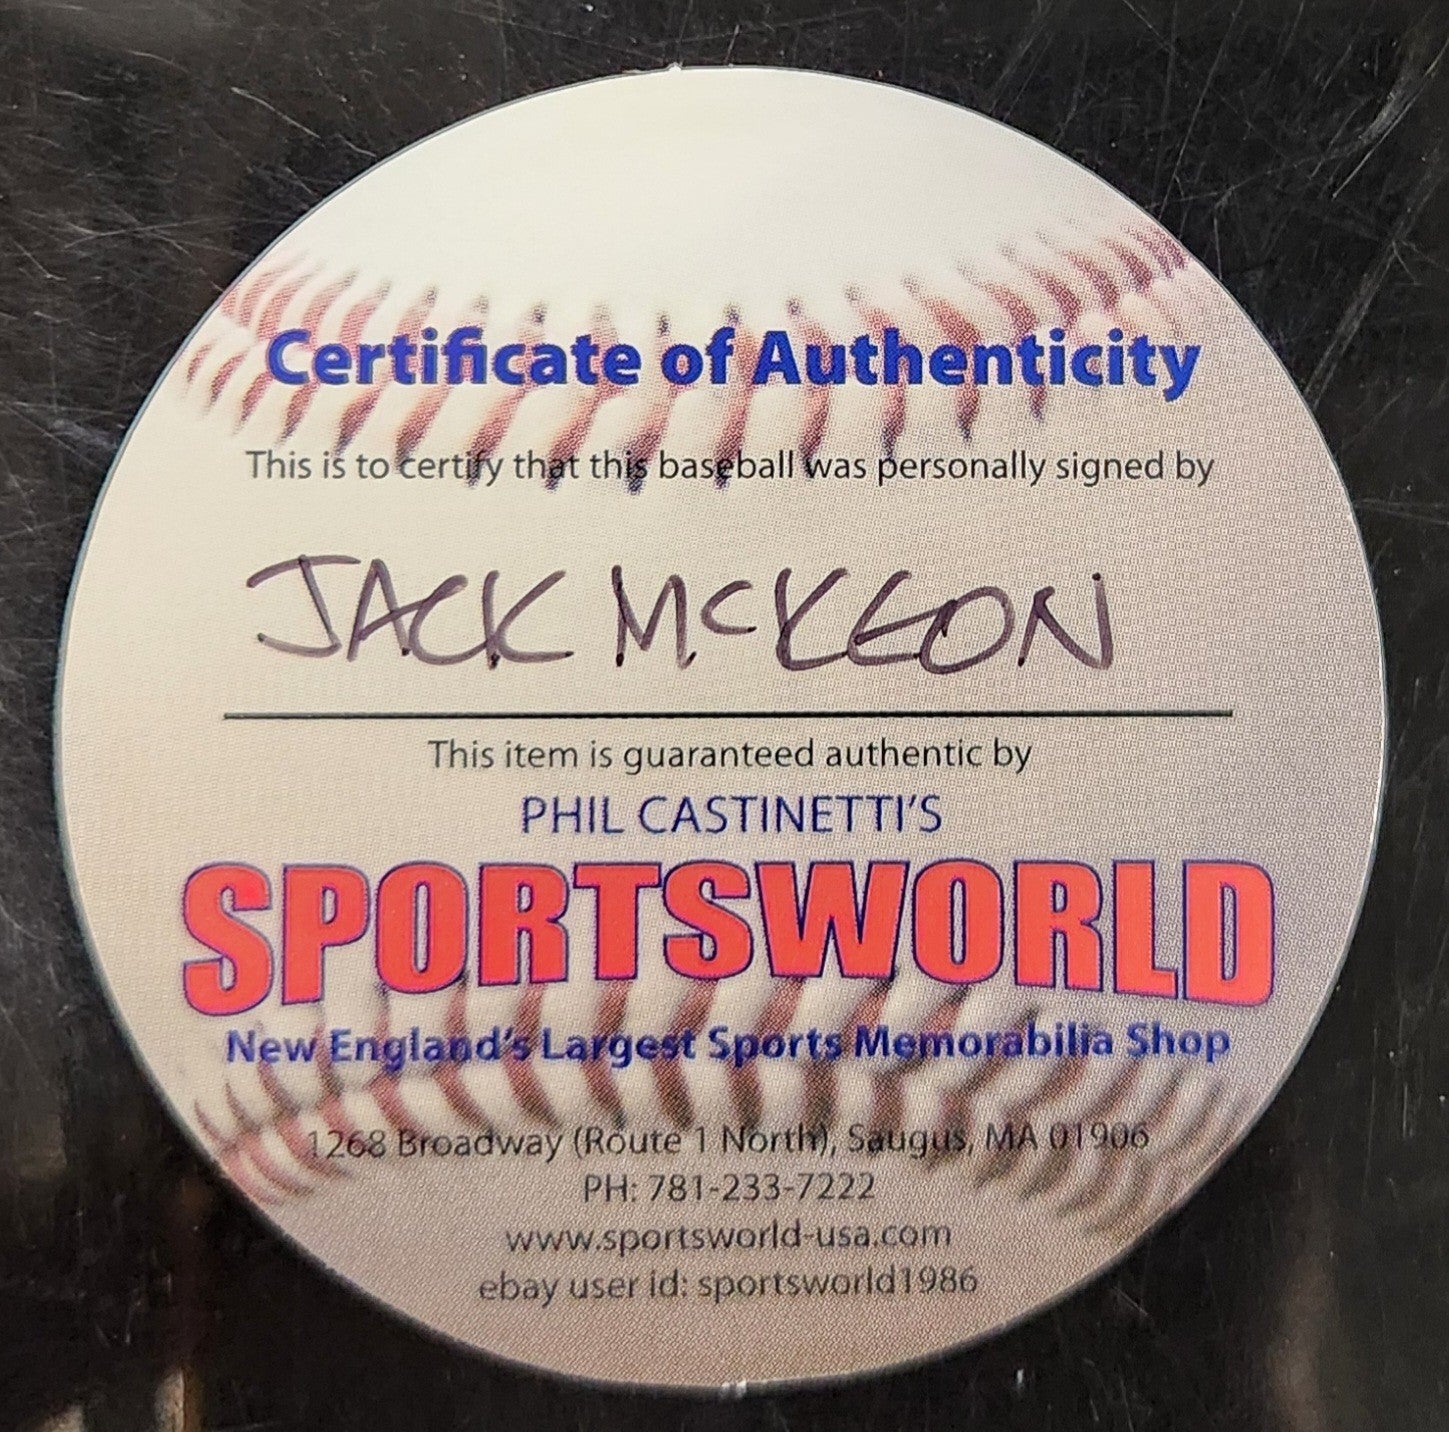 Certificate of Authenticity
This is to certify that this baseball was personally signed by
JACK McKEON
This item is guaranteed authentic by
PHIL CASTINETTI'S
SPORTSWORLD
New England's Largest Sports Memorabilia Shop
1268 Broadway (Route 1 North), Saugus, MA 01906
PH: 781-233-7222
www.sportsworld-usa.com
ebay user id: sportsworld1986